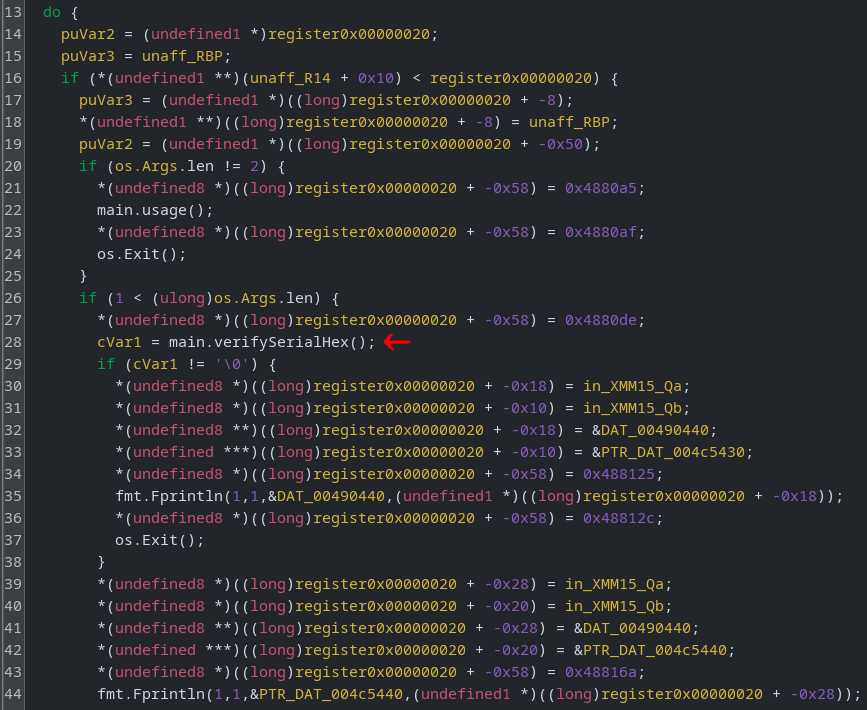 13 do {
14 puVar2 = (undefined1 *)register0x00000020;
15 puVar3 = unaff_RBP;
16 if (*(undefined1 **)(unaff_R14 + 0x10) < register0x00000020) {
17 puVar3 = (undefined1 *)((long)register0x00000020 + -8);
18 *(undefined1 **)((long)register0x00000020 + -8) = unaff_RBP;
19 puVar2 = (undefined1 *)((long)register0x00000020 + -0x50);
20 if (os.Args.len != 2) {
21 *(undefined8 *)((long)register0x00000020 + -0x58) = 0x4880a5;
22 main.usage();
23 *(undefined8 *)((long)register0x00000020 + -0x58) = 0x4880af;
24 os.Exit();
25 }
26 if (1 < (ulong)os.Args.len) {
27 *(undefined8 *)((long)register0x00000020 + -0x58) = 0x4880de;
28 cVar1 = main.verifySerialHex();
29 if (cVar1 != '\0') {
30 *(undefined8 *)((long)register0x00000020 + -0x18) = in_XMM15_Qa;
31 *(undefined8 *)((long)register0x00000020 + -0x10) = in_XMM15_Qb;
32 *(undefined8 **)((long)register0x00000020 + -0x18) = &DAT_00490440;
33 *(undefined ***)((long)register0x00000020 + -0x10) = &PTR_DAT_004c5430;
34 *(undefined8 *)((long)register0x00000020 + -0x58) = 0x488125;
35 fmt.Fprintln(1,1,&DAT_00490440,(undefined1 *)((long)register0x00000020 + -0x18));
36 *(undefined8 *)((long)register0x00000020 + -0x58) = 0x48812c;
37 os.Exit();
38 }
39 *(undefined8 *)((long)register0x00000020 + -0x28) = in_XMM15_Qa;
40 *(undefined8 *)((long)register0x00000020 + -0x20) = in_XMM15_Qb;
41 *(undefined8 **)((long)register0x00000020 + -0x28) = &DAT_00490440;
42 *(undefined ***)((long)register0x00000020 + -0x20) = &PTR_DAT_004c5440;
43 *(undefined8 *)((long)register0x00000020 + -0x58) = 0x48816a;
44 fmt.Fprintln(1,1,&PTR_DAT_004c5440,(undefined1 *)((long)register0x00000020 + -0x28));